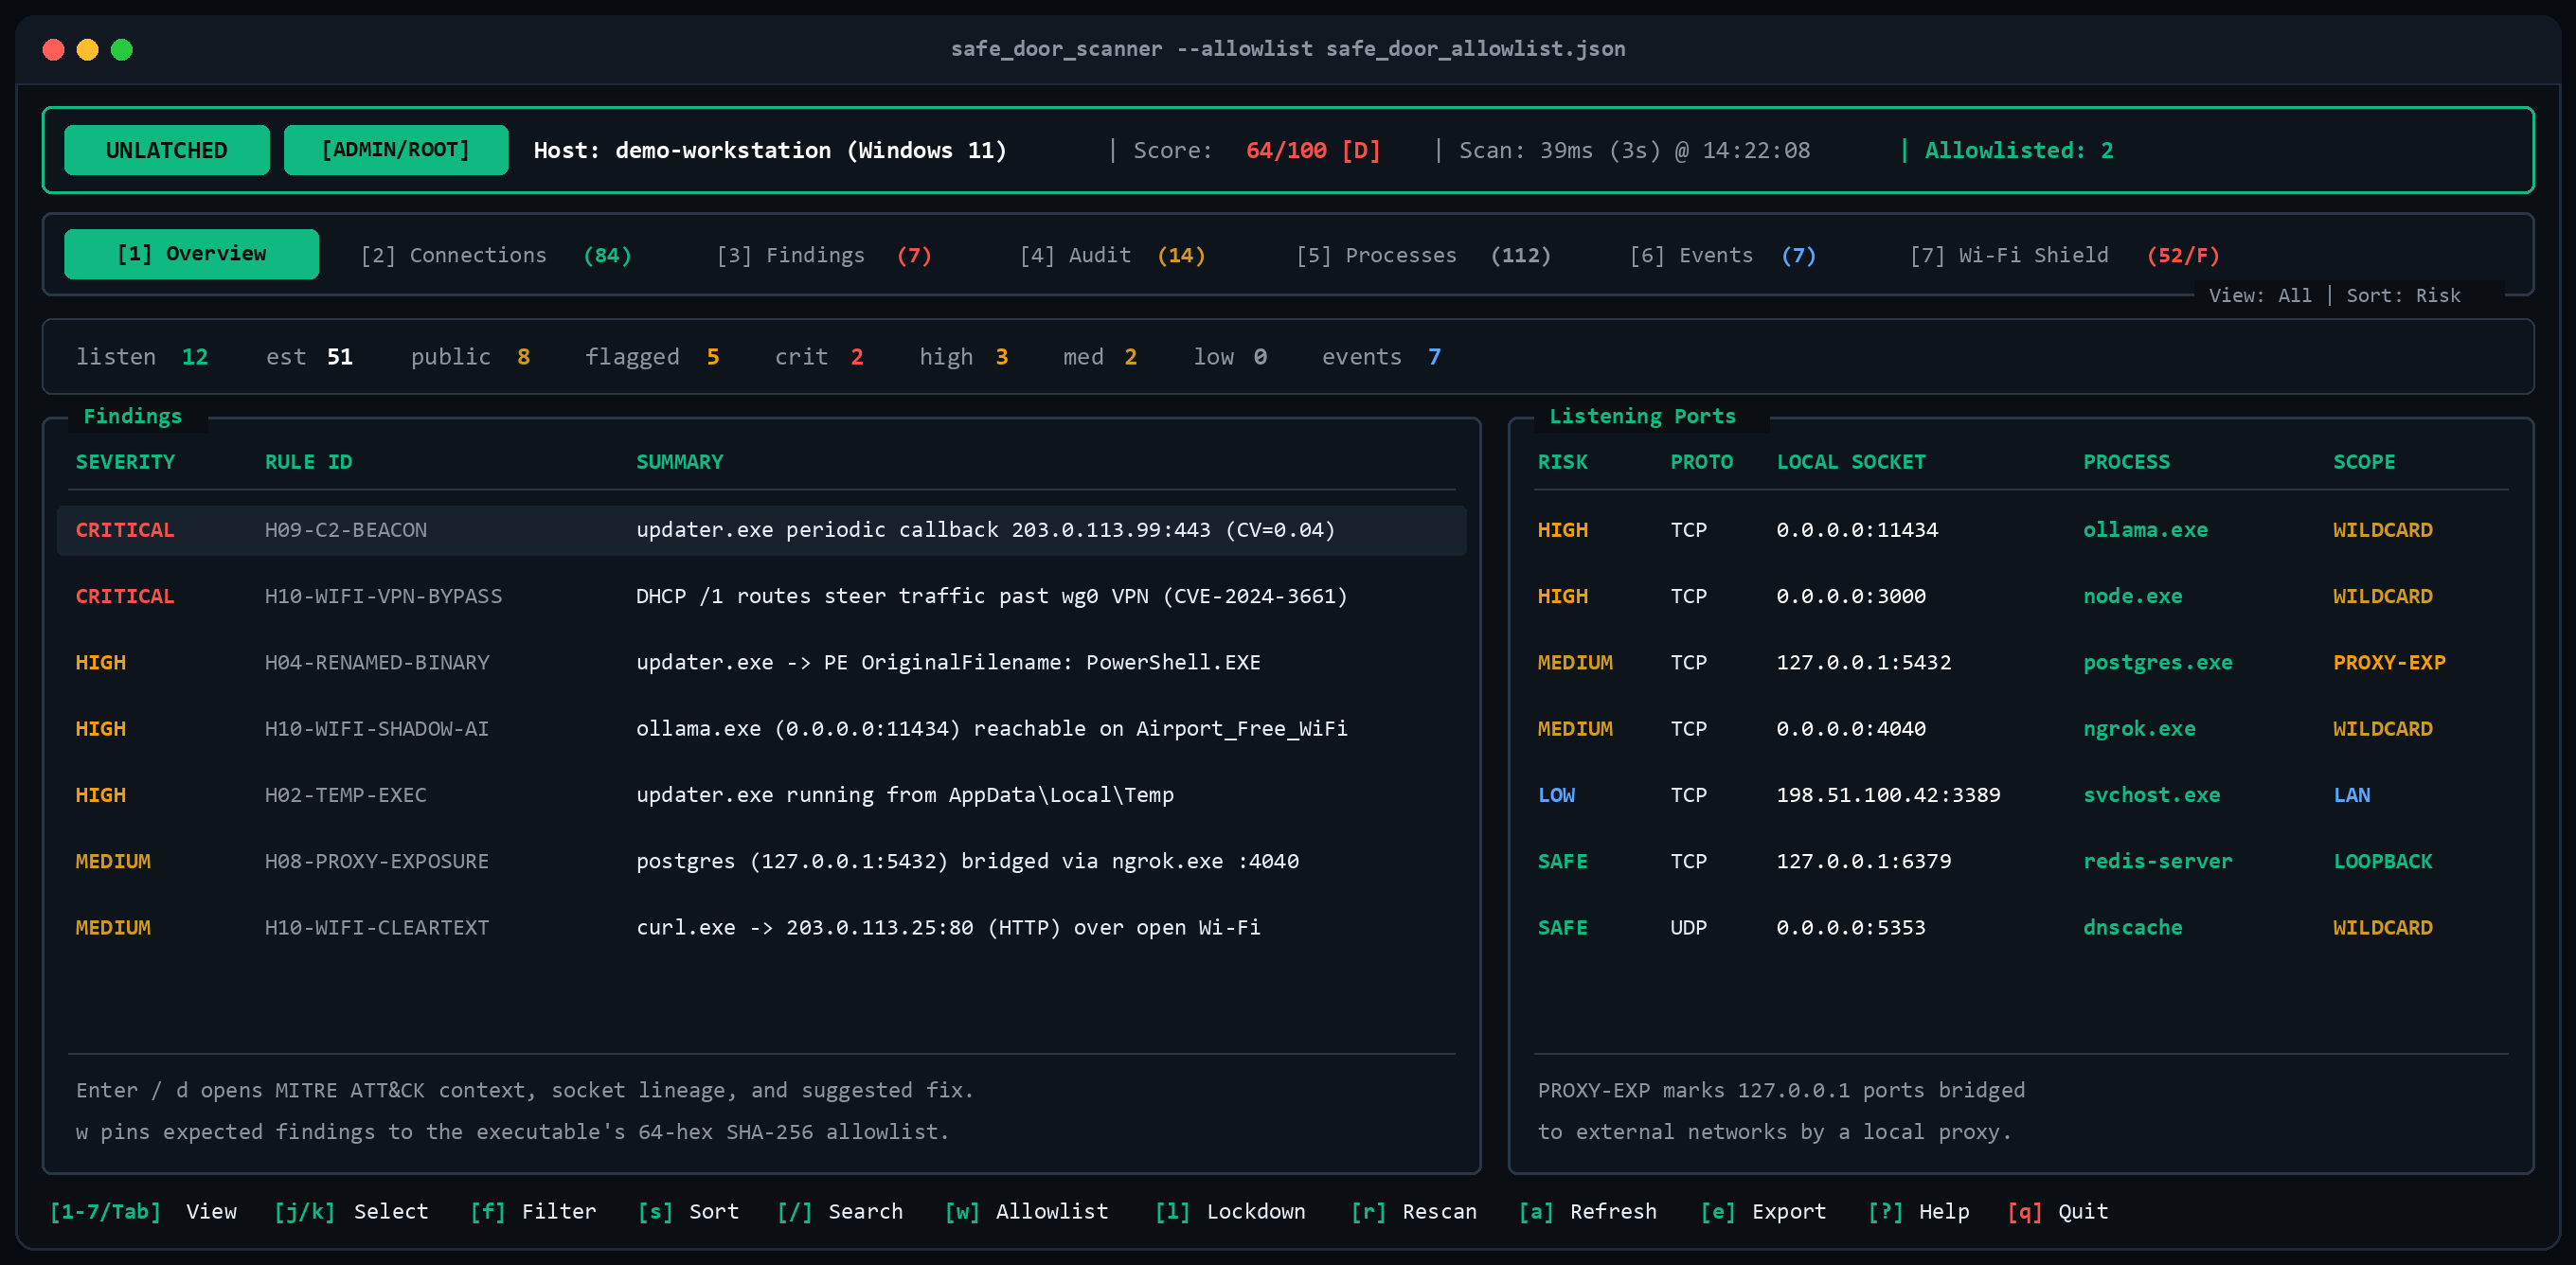 safe_door_scanner --allowlist safe_door_allowlist.json
UNLATCHED [ADMIN/ROOT] Host: demo-workstation (Windows 11) | Score: 64/100 [D] | Scan: 39ms (3s) @ 14:22:08 | Allowlisted: 2
[1] Overview [2] Connections (84) [3] Findings (7) [4] Audit (14) [5] Processes (112) [6] Events (7) [7] Wi-Fi Shield (52/F)
View: All | Sort: Risk
listen 12 est 51 public 8 flagged 5 crit 2 high 3 med 2 low 0 events 7
Findings
SEVERITY RULE ID SUMMARY
CRITICAL H09-C2-BEACON updater.exe periodic callback 203.0.113.99:443 (CV=0.04)
CRITICAL H10-WIFI-VPN-BYPASS DHCP /1 routes steer traffic past wg0 VPN (CVE-2024-3661)
HIGH H04-RENAMED-BINARY updater.exe -> PE OriginalFilename: PowerShell.EXE
HIGH H10-WIFI-SHADOW-AI ollama.exe (0.0.0.0:11434) reachable on Airport_Free_WiFi
HIGH H02-TEMP-EXEC updater.exe running from AppData\Local\Temp
MEDIUM H08-PROXY-EXPOSURE postgres (127.0.0.1:5432) bridged via ngrok.exe :4040
MEDIUM H10-WIFI-CLEARTEXT curl.exe -> 203.0.113.25:80 (HTTP) over open Wi-Fi
Enter / d opens MITRE ATT&CK context, socket lineage, and suggested fix.
w pins expected findings to the executable's 64-hex SHA-256 allowlist.
Listening Ports
RISK PROTO LOCAL SOCKET PROCESS SCOPE
HIGH TCP 0.0.0.0:11434 ollama.exe WILDCARD
HIGH TCP 0.0.0.0:3000 node.exe WILDCARD
MEDIUM TCP 127.0.0.1:5432 postgres.exe PROXY-EXP
MEDIUM TCP 0.0.0.0:4040 ngrok.exe WILDCARD
LOW TCP 198.51.100.42:3389 svchost.exe LAN
SAFE TCP 127.0.0.1:6379 redis-server LOOPBACK
SAFE UDP 0.0.0.0:5353 dnscache WILDCARD
PROXY-EXP marks 127.0.0.1 ports bridged
to external networks by a local proxy.
[1-7/Tab] View [j/k] Select [f] Filter [s] Sort [/] Search [w] Allowlist [l] Lockdown [r] Rescan [a] Refresh [e] Export [?] Help [q] Quit